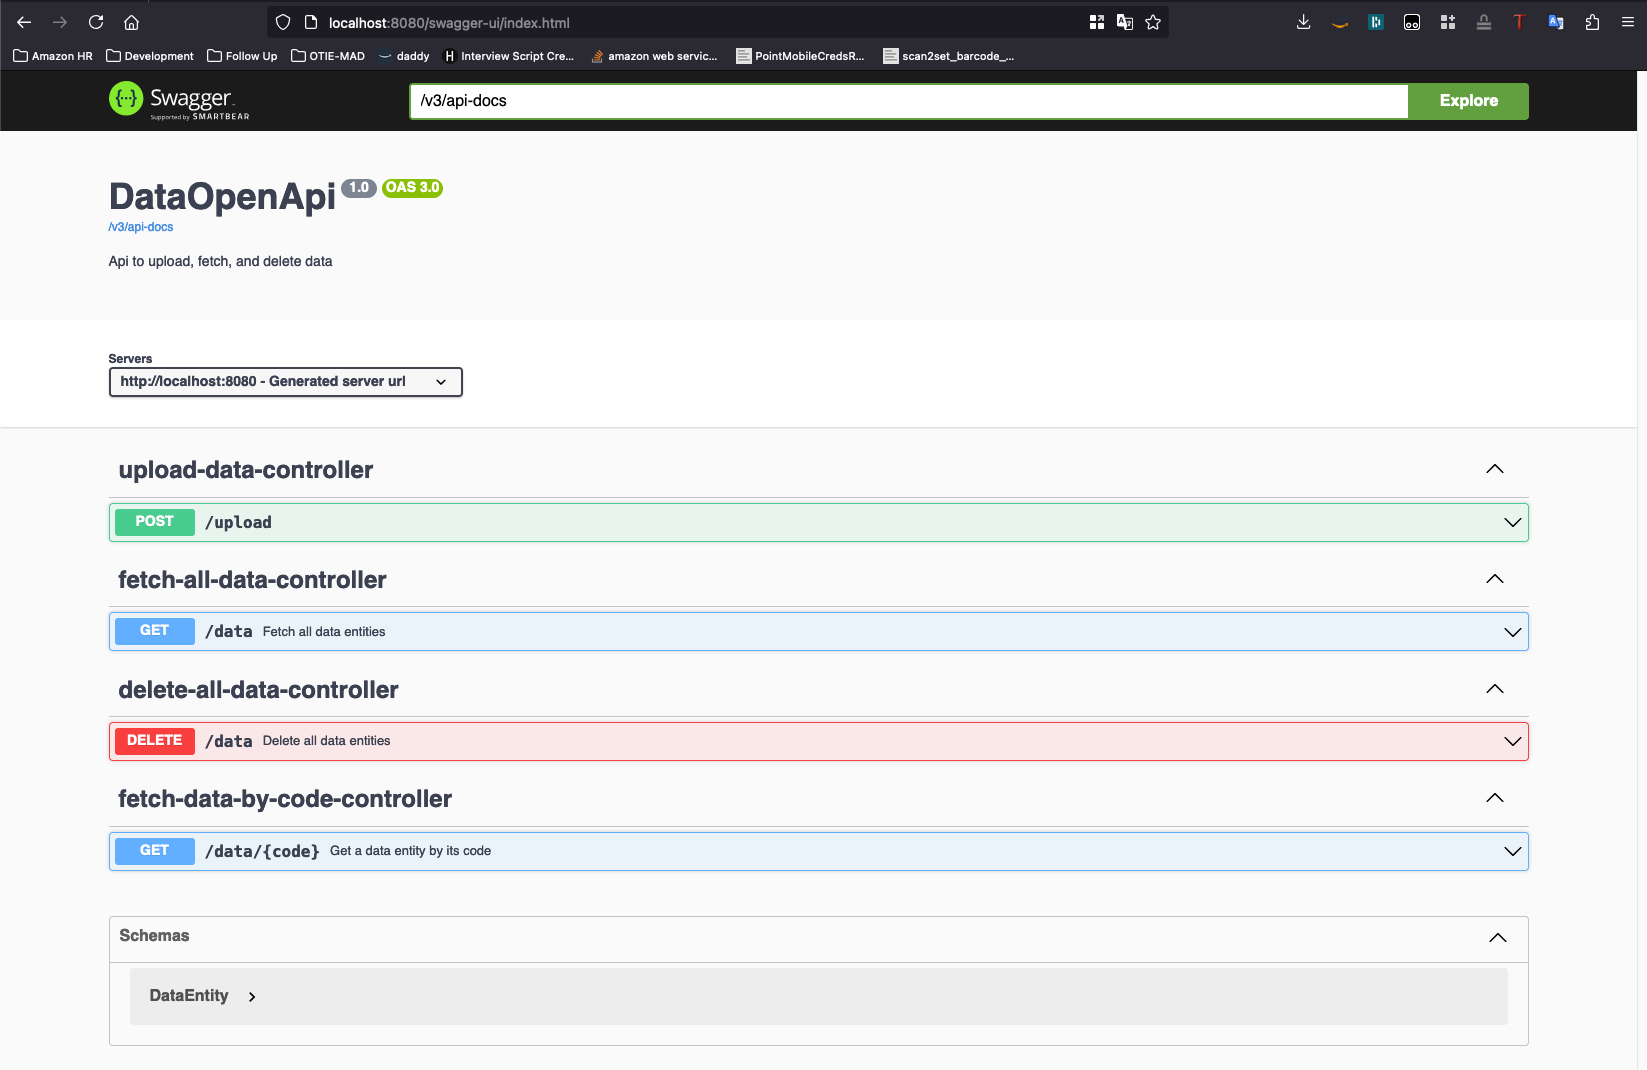 localhost:8080/swagger-ui/index.html
Amazon HR Development Follow Up OTIE-MAD daddy Interview Script Cre... amazon web servic... PointMobileCredsR... scan2set_barcode_...
Swagger
Supported by SMARTBEAR
/v3/api-docs
Explore
DataOpenApi 1.0 OAS 3.0
/v3/api-docs
Api to upload, fetch, and delete data
Servers
http://localhost:8080 - Generated server url
upload-data-controller
POST /upload
fetch-all-data-controller
GET /data Fetch all data entities
delete-all-data-controller
DELETE /data Delete all data entities
fetch-data-by-code-controller
GET /data/{code} Get a data entity by its code
Schemas
DataEntity